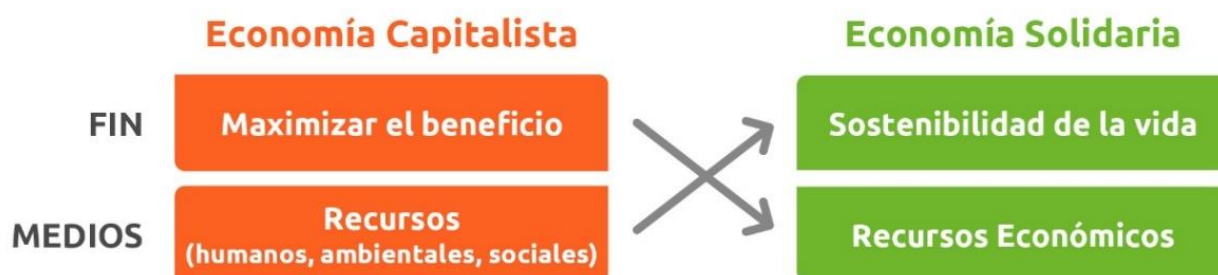 Economía Capitalista
Economía Solidaria
FIN
Maximizar el beneficio
Sostenibilidad de la vida
MEDIOS
Recursos
(humanos, ambientales, sociales)
Recursos Económicos